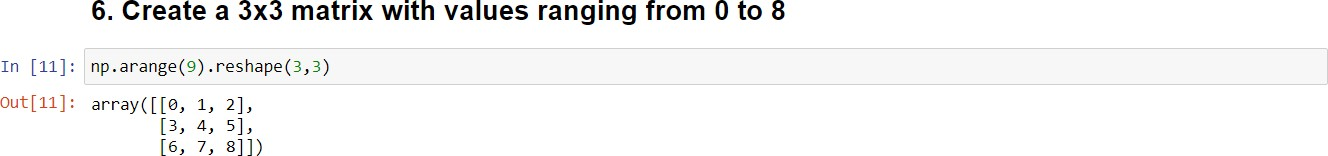 6. Create a 3x3 matrix with values ranging from 0 to 8
In [11]: np.arange(9).reshape(3,3)
Out[11]: array([[0, 1, 2],
[3, 4, 5],
[6, 7, 8]])